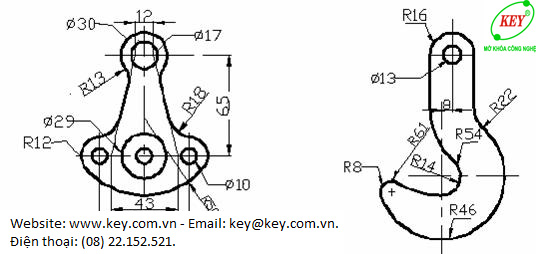 12
Ø30
Ø17
R13
65
R18
Ø29
R12
Ø10
43
R16
KEY
MỞ KHÓA CÔNG NGHỆ
Ø13
8
R22
R61
R54
R14
R8
R46
Website: www.key.com.vn. - Email: key@key.com.vn.
Điện thoại: (08) 22.152.521.